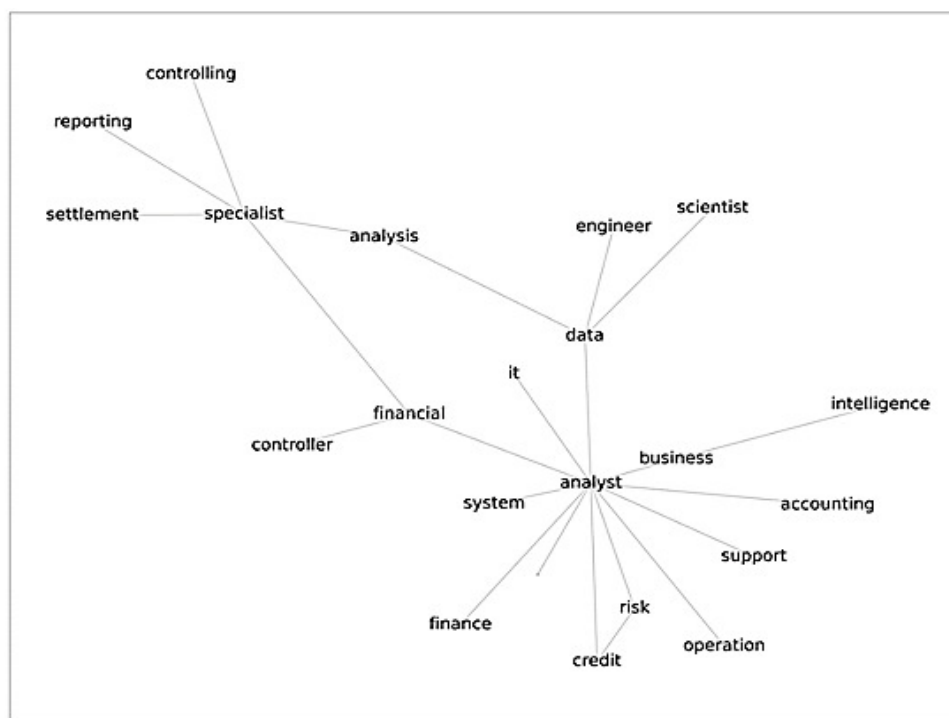 controlling
reporting
settlement
specialist
analysis
engineer
scientist
data
it
financial
controller
intelligence
business
analyst
system
accounting
support
finance
risk
credit
operation